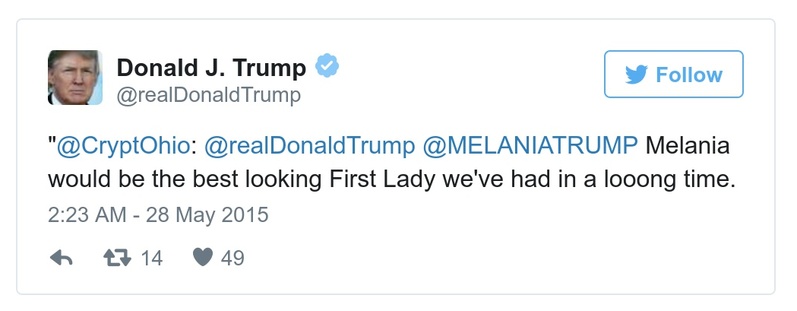 Donald J. Trump
@realDonaldTrump
Follow
"@CryptOhio: @realDonaldTrump @MELANIATRUMP Melania
would be the best looking First Lady we've had in a looong time.
2:23 AM - 28 May 2015
14 49